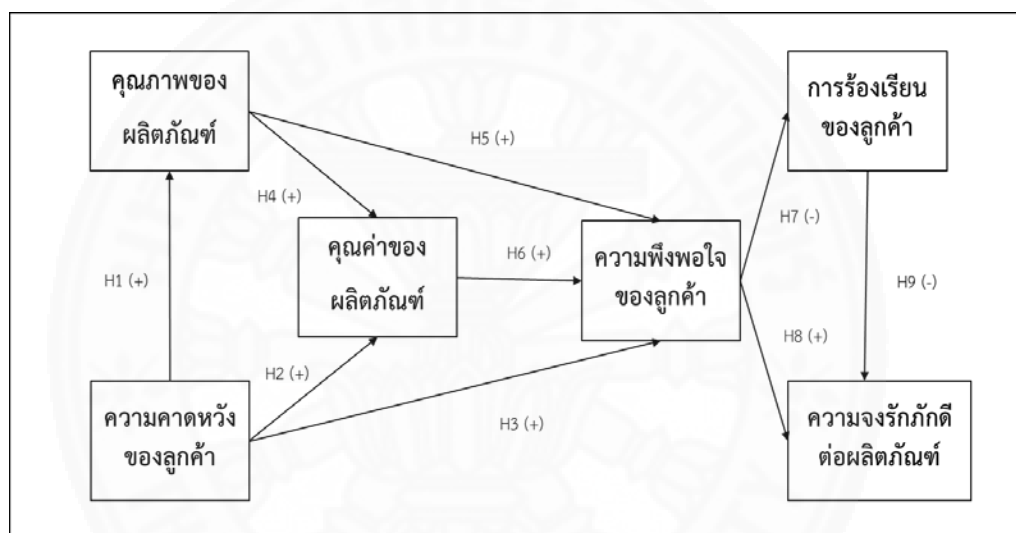 คุณภาพของ
ผลิตภัณฑ์
การร้องเรียน
ของลูกค้า
H5 (+)
H4 (+)
H7 (-)
คุณค่าของ
ผลิตภัณฑ์
H6 (+)
ความพึงพอใจ
ของลูกค้า
H1 (+)
H9 (-)
H2 (+)
H8 (+)
H3 (+)
ความคาดหวัง
ของลูกค้า
ความจงรักภักดี
ต่อผลิตภัณฑ์